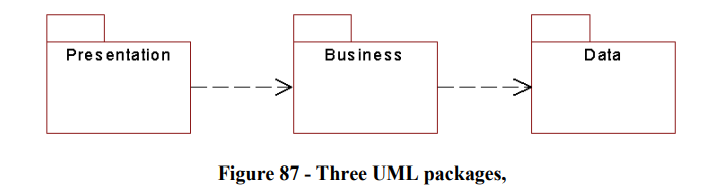 Presentation Business Data
Figure 87 - Three UML packages,